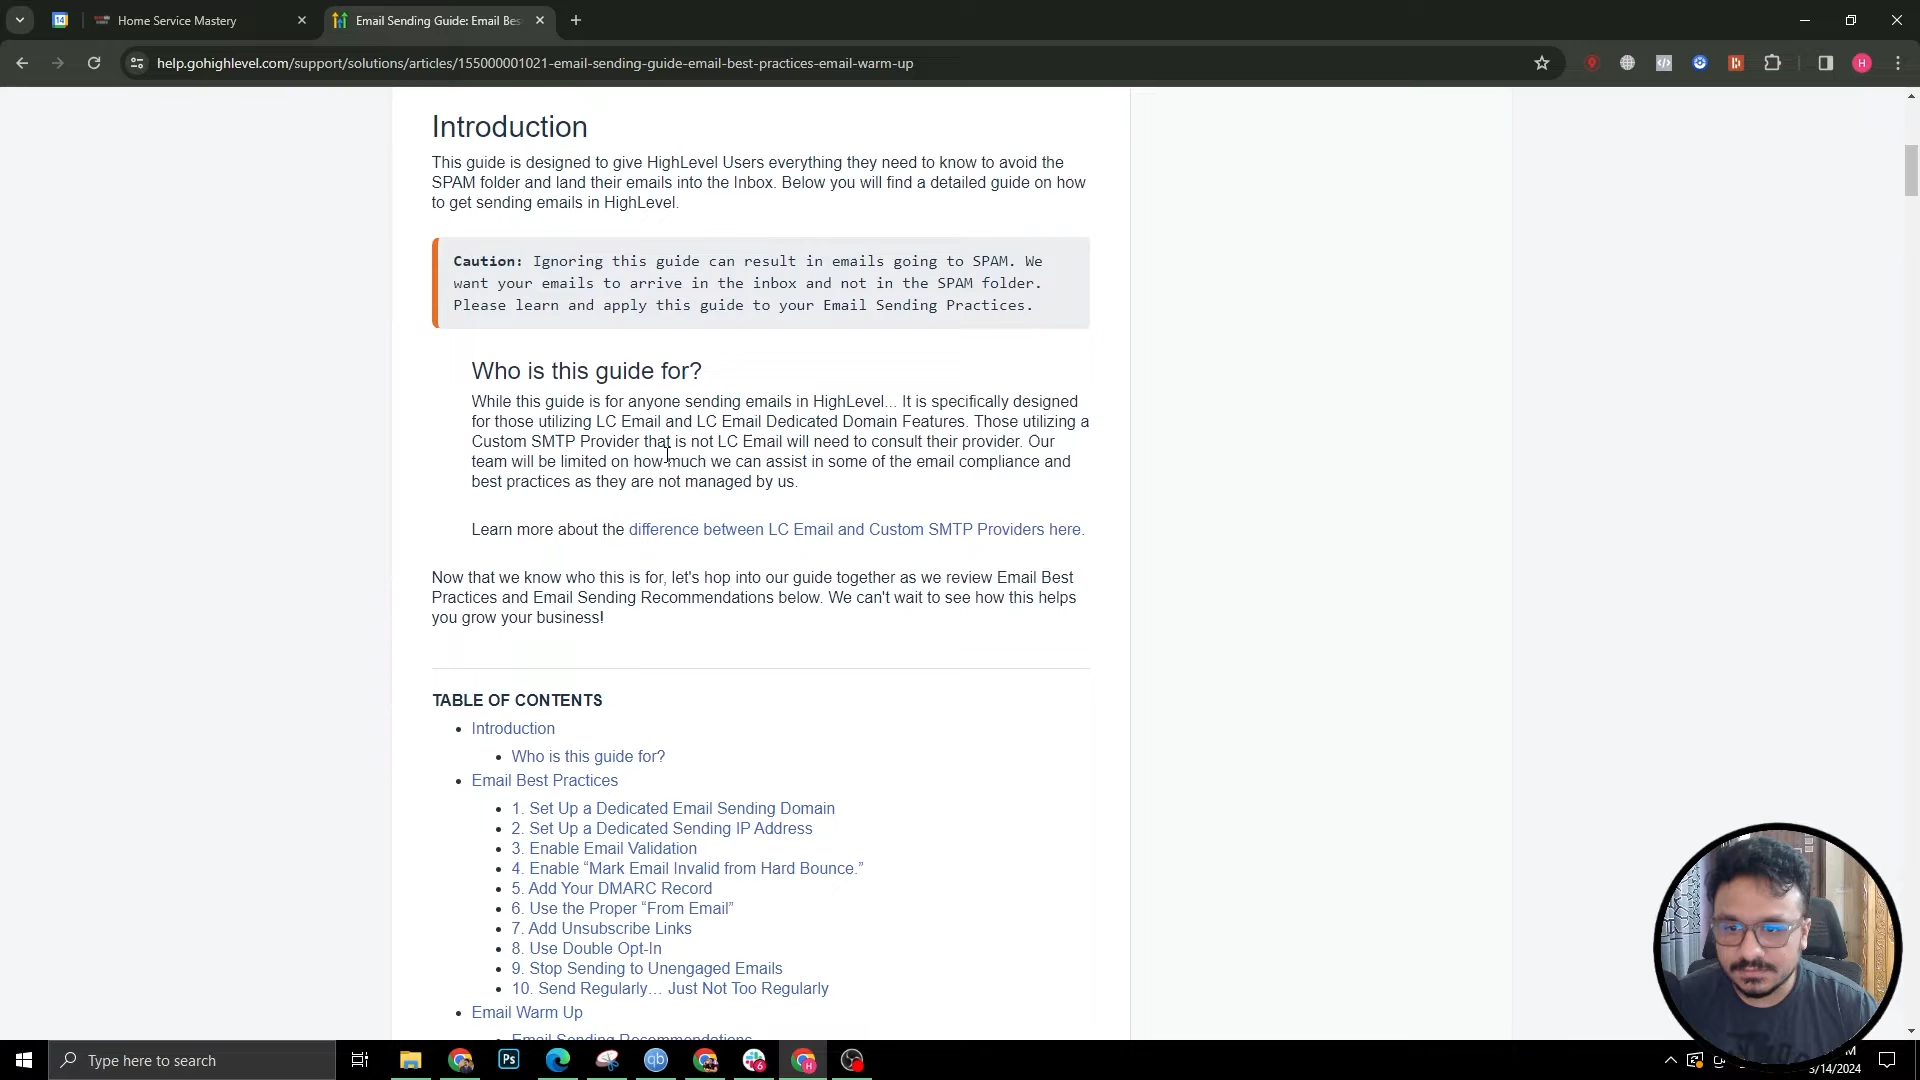 14
Home Service Mastery
Email Sending Guide: Email Bes
help.gohighlevel.com/support/solutions/articles/155000001021-email-sending-guide-email-best-practices-email-warm-up
H
Introduction
This guide is designed to give HighLevel Users everything they need to know to avoid the
SPAM folder and land their emails into the Inbox. Below you will find a detailed guide on how
to get sending emails in HighLevel.
Caution: Ignoring this guide can result in emails going to SPAM. We
want your emails to arrive in the inbox and not in the SPAM folder.
Please learn and apply this guide to your Email Sending Practices.
Who is this guide for?
While this guide is for anyone sending emails in HighLevel... It is specifically designed
for those utilizing LC Email and LC Email Dedicated Domain Features. Those utilizing a
Custom SMTP Provider that is not LC Email will need to consult their provider. Our
team will be limited on how much we can assist in some of the email compliance and
best practices as they are not managed by us.
Learn more about the difference between LC Email and Custom SMTP Providers here.
Now that we know who this is for, let's hop into our guide together as we review Email Best
Practices and Email Sending Recommendations below. We can't wait to see how this helps
you grow your business!
TABLE OF CONTENTS
• Introduction
• Who is this guide for?
• Email Best Practices
• 1. Set Up a Dedicated Email Sending Domain
• 2. Set Up a Dedicated Sending IP Address
• 3. Enable Email Validation
• 4. Enable “Mark Email Invalid from Hard Bounce.”
• 5. Add Your DMARC Record
• 6. Use the Proper “From Email”
• 7. Add Unsubscribe Links
• 8. Use Double Opt-In
• 9. Stop Sending to Unengaged Emails
• 10. Send Regularly… Just Not Too Regularly
• Email Warm Up
• Email Sending Recommendations
Type here to search
Ps
qb
6
H
3/14/2024